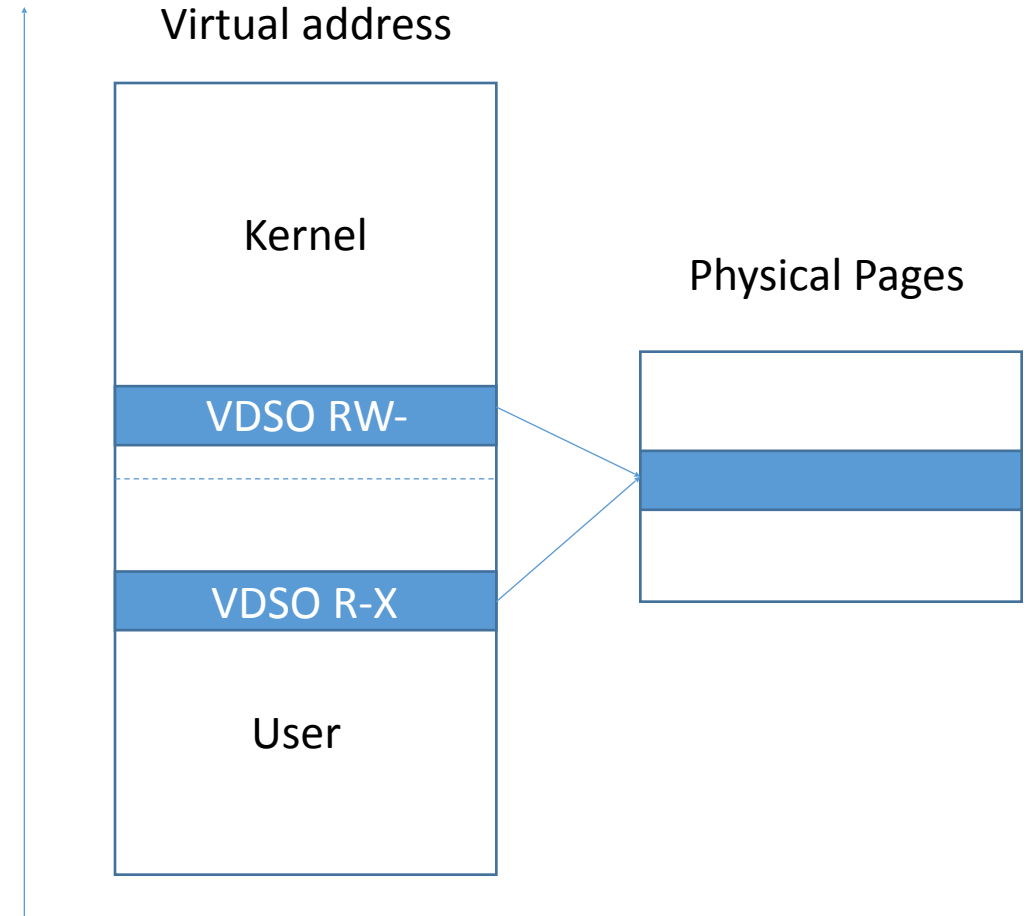 Virtual address
Kernel
Physical Pages
VDSO RW-
VDSO R-X
User